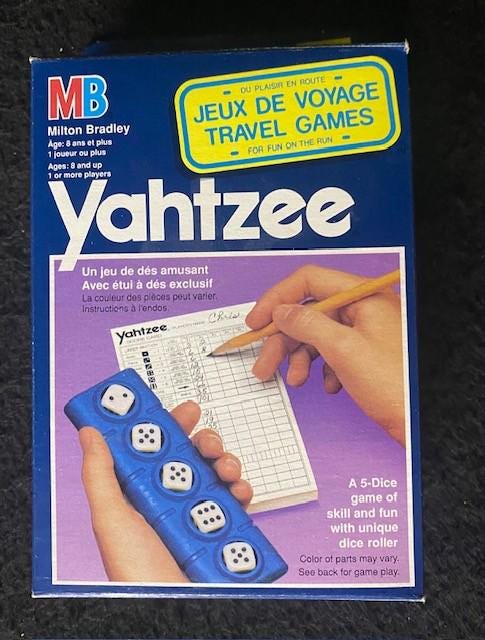 MB
Milton Bradley
Âge: 8 ans et plus
1 joueur ou plus
Ages: 8 and up
1 or more players
DU PLAISIR EN ROUTE
JEUX DE VOYAGE
TRAVEL GAMES
FOR FUN ON THE RUN
Yahtzee
Un jeu de dés amusant
Avec étui à dés exclusif
La couleur des pièces peut varier.
Instructions à l'endos.
Yahtzee
Chris
A 5-Dice
game of
skill and fun
with unique
dice roller
Color of parts may vary.
See back for game play.